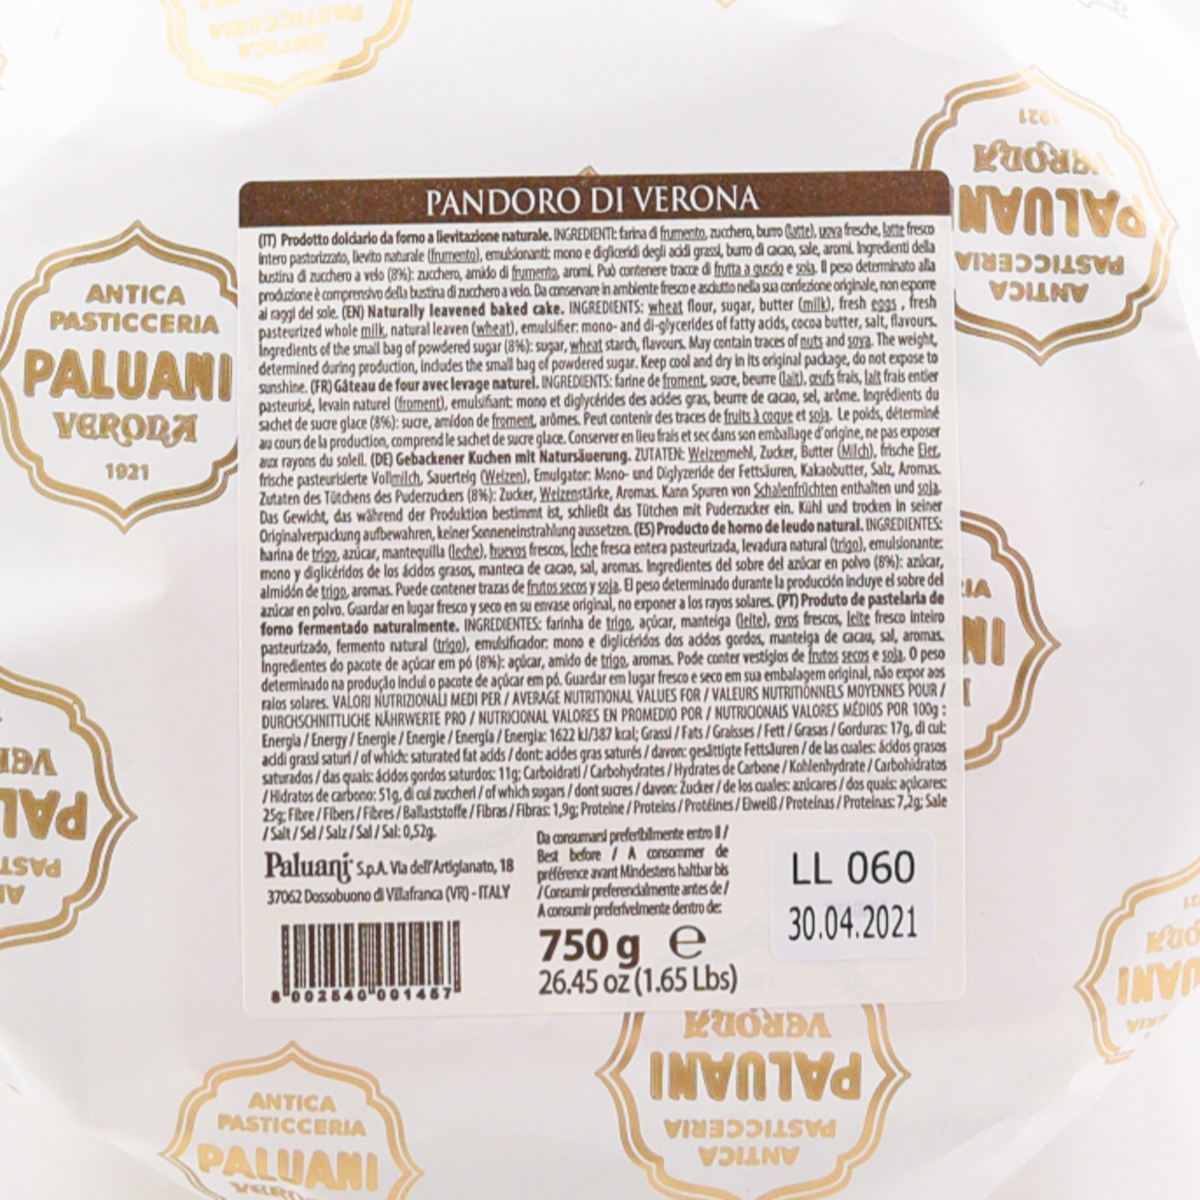 ANTICA
PASTICCERIA
1921
VERONA
PALUANI
PASTICCERIA
ANTICA
PANDORO DI VERONA
(IT) Prodotto dolciario da forno a lievitazione naturale. INGREDIENTI: farina di frumento, zucchero, burro (latte), uova fresche, latte fresco
intero pastorizzato, lievito naturale (frumento), emulsionanti: mono e digliceridi degli acidi grassi, burro di cacao, sale, aromi. Ingredienti della
bustina di zucchero a velo (8%): zucchero, amido di frumento, aromi. Può contenere tracce di frutta a guscio e soia. Il peso determinato alla
produzione è comprensivo della bustina di zucchero a velo. Da conservare in ambiente fresco e asciutto nella sua confezione originale, non esporre
ai raggi del sole. (EN) Naturally leavened baked cake. INGREDIENTS: wheat flour, sugar, butter (milk), fresh eggs , fresh
pasteurized whole milk, natural leaven (wheat), emulsifier: mono- and di-glycerides of fatty acids, cocoa butter, salt, flavours.
Ingredients of the small bag of powdered sugar (8%): sugar, wheat starch, flavours. May contain traces of nuts and soya. The weight,
determined during production, includes the small bag of powdered sugar. Keep cool and dry in its original package, do not expose to
sunshine. (FR) Gâteau de four avec levage naturel. INGREDIENTS: farine de froment, sucre, beurre (lait), œufs frais, lait frais entier
pasteurisé, levain naturel (froment), emulsifiant: mono et diglycérides des acides gras, beurre de cacao, sel, arôme. Ingrédients du
sachet de sucre glace (8%): sucre, amidon de froment, arômes. Peut contenir des traces de fruits à coque et soja. Le poids, déterminé
au cours de la production, comprend le sachet de sucre glace. Conserver en lieu frais et sec dans son emballage d'origine, ne pas exposer
aux rayons du soleil. (DE) Gebackener Kuchen mit Natursäuerung. ZUTATEN: Weizenmehl, Zucker, Butter (Milch), frische Eier,
frische pasteurisierte Vollmilch, Sauerteig (Weizen), Emulgator: Mono- und Diglyzeride der Fettsäuren, Kakaobutter, Salz, Aromas.
Zutaten des Tütchens des Puderzuckers (8%): Zucker, Weizenstärke, Aromas. Kann Spuren von Schalenfrüchten enthalten und soja.
Das Gewicht, das während der Produktion bestimmt ist, schließt das Tütchen mit Puderzucker ein. Kühl und trocken in seiner
Originalverpackung aufbewahren, keiner Sonneneinstrahlung aussetzen. (ES) Producto de horno de leudo natural. INGREDIENTES:
harina de trigo, azúcar, mantequilla (leche), huevos frescos, leche fresca entera pasteurizada, levadura natural (trigo), emulsionante:
mono y diglicéridos de los ácidos grasos, manteca de cacao, sal, aromas. Ingredientes del sobre del azúcar en polvo (8%): azúcar,
almidón de trigo, aromas. Puede contener trazas de frutos secos y soja. El peso determinado durante la producción incluye el sobre del
azúcar en polvo. Guardar en lugar fresco y seco en su envase original, no exponer a los rayos solares. (PT) Produto de pastelaria de
forno fermentado naturalmente. INGREDIENTES: farinha de trigo, açúcar, manteiga (leite), ovos frescos, leite fresco inteiro
pasteurizado, fermento natural (trigo), emulsificador: mono e diglicéridos dos acidos gordos, manteiga de cacau, sal, aromas.
Ingredientes do pacote de açúcar em pó (8%): açúcar, amido de trigo, aromas. Pode conter vestígios de frutos secos e soja. O peso
determinado na produção inclui o pacote de açúcar em pó. Guardar em lugar fresco e seco em sua embalagem original, não expor aos
raios solares. VALORI NUTRIZIONALI MEDI PER / AVERAGE NUTRITIONAL VALUES FOR / VALEURS NUTRITIONNELS MOYENNES POUR /
DURCHSCHNITTLICHE NÄHRWERTE PRO / NUTRICIONAL VALORES EN PROMEDIO POR / NUTRICIONAIS VALORES MÉDIOS POR 100g :
Energia / Energy / Energie / Energie / Energía / Energia: 1622 kJ/387 kcal; Grassi / Fats / Graisses / Fett / Grasas / Gorduras: 17g, di cui:
acidi grassi saturi / of which: saturated fat acids / dont: acides gras saturés / davon: gesättigte Fettsäuren / de las cuales: ácidos grasos
saturados / das quais: ácidos gordos saturdos: 11g; Carboidrati / Carbohydrates / Hydrates de Carbone / Kohlenhydrate / Carbohidratos
/ Hidratos de carbono: 51g, di cui zuccheri / of which sugars / dont sucres / davon: Zucker / de los cuales: azúcares / dos quais: açúcares:
25g; Fibre / Fibers / Fibres / Ballaststoffe / Fibras / Fibras: 1,9g; Proteine / Proteins / Protéines / Eiweiß / Proteínas / Proteínas: 7,2g; Sale
/ Salt / Sel / Salz / Sal / Sal: 0,52g.
Paluani S.p.A. Via dell'Artigianato, 18
37062 Dossobuono di Villafranca (VR) - ITALY
Da consumarsi preferibilmente entro il /
Best before / A consommer de
préférence avant Mindestens haltbar bis
/ Consumir preferencialmente antes de /
A consumir preferivelmente dentro de:
750 g e
26.45 oz (1.65 Lbs)
LL 060
30.04.2021
8 002540 001457
ANTICA
PASTICCERIA
PALUANI
VERONA
1921
VERONA
PALUANI
PASTICCERIA
ANTICA
ANTICA
PASTICCERIA
PALUANI